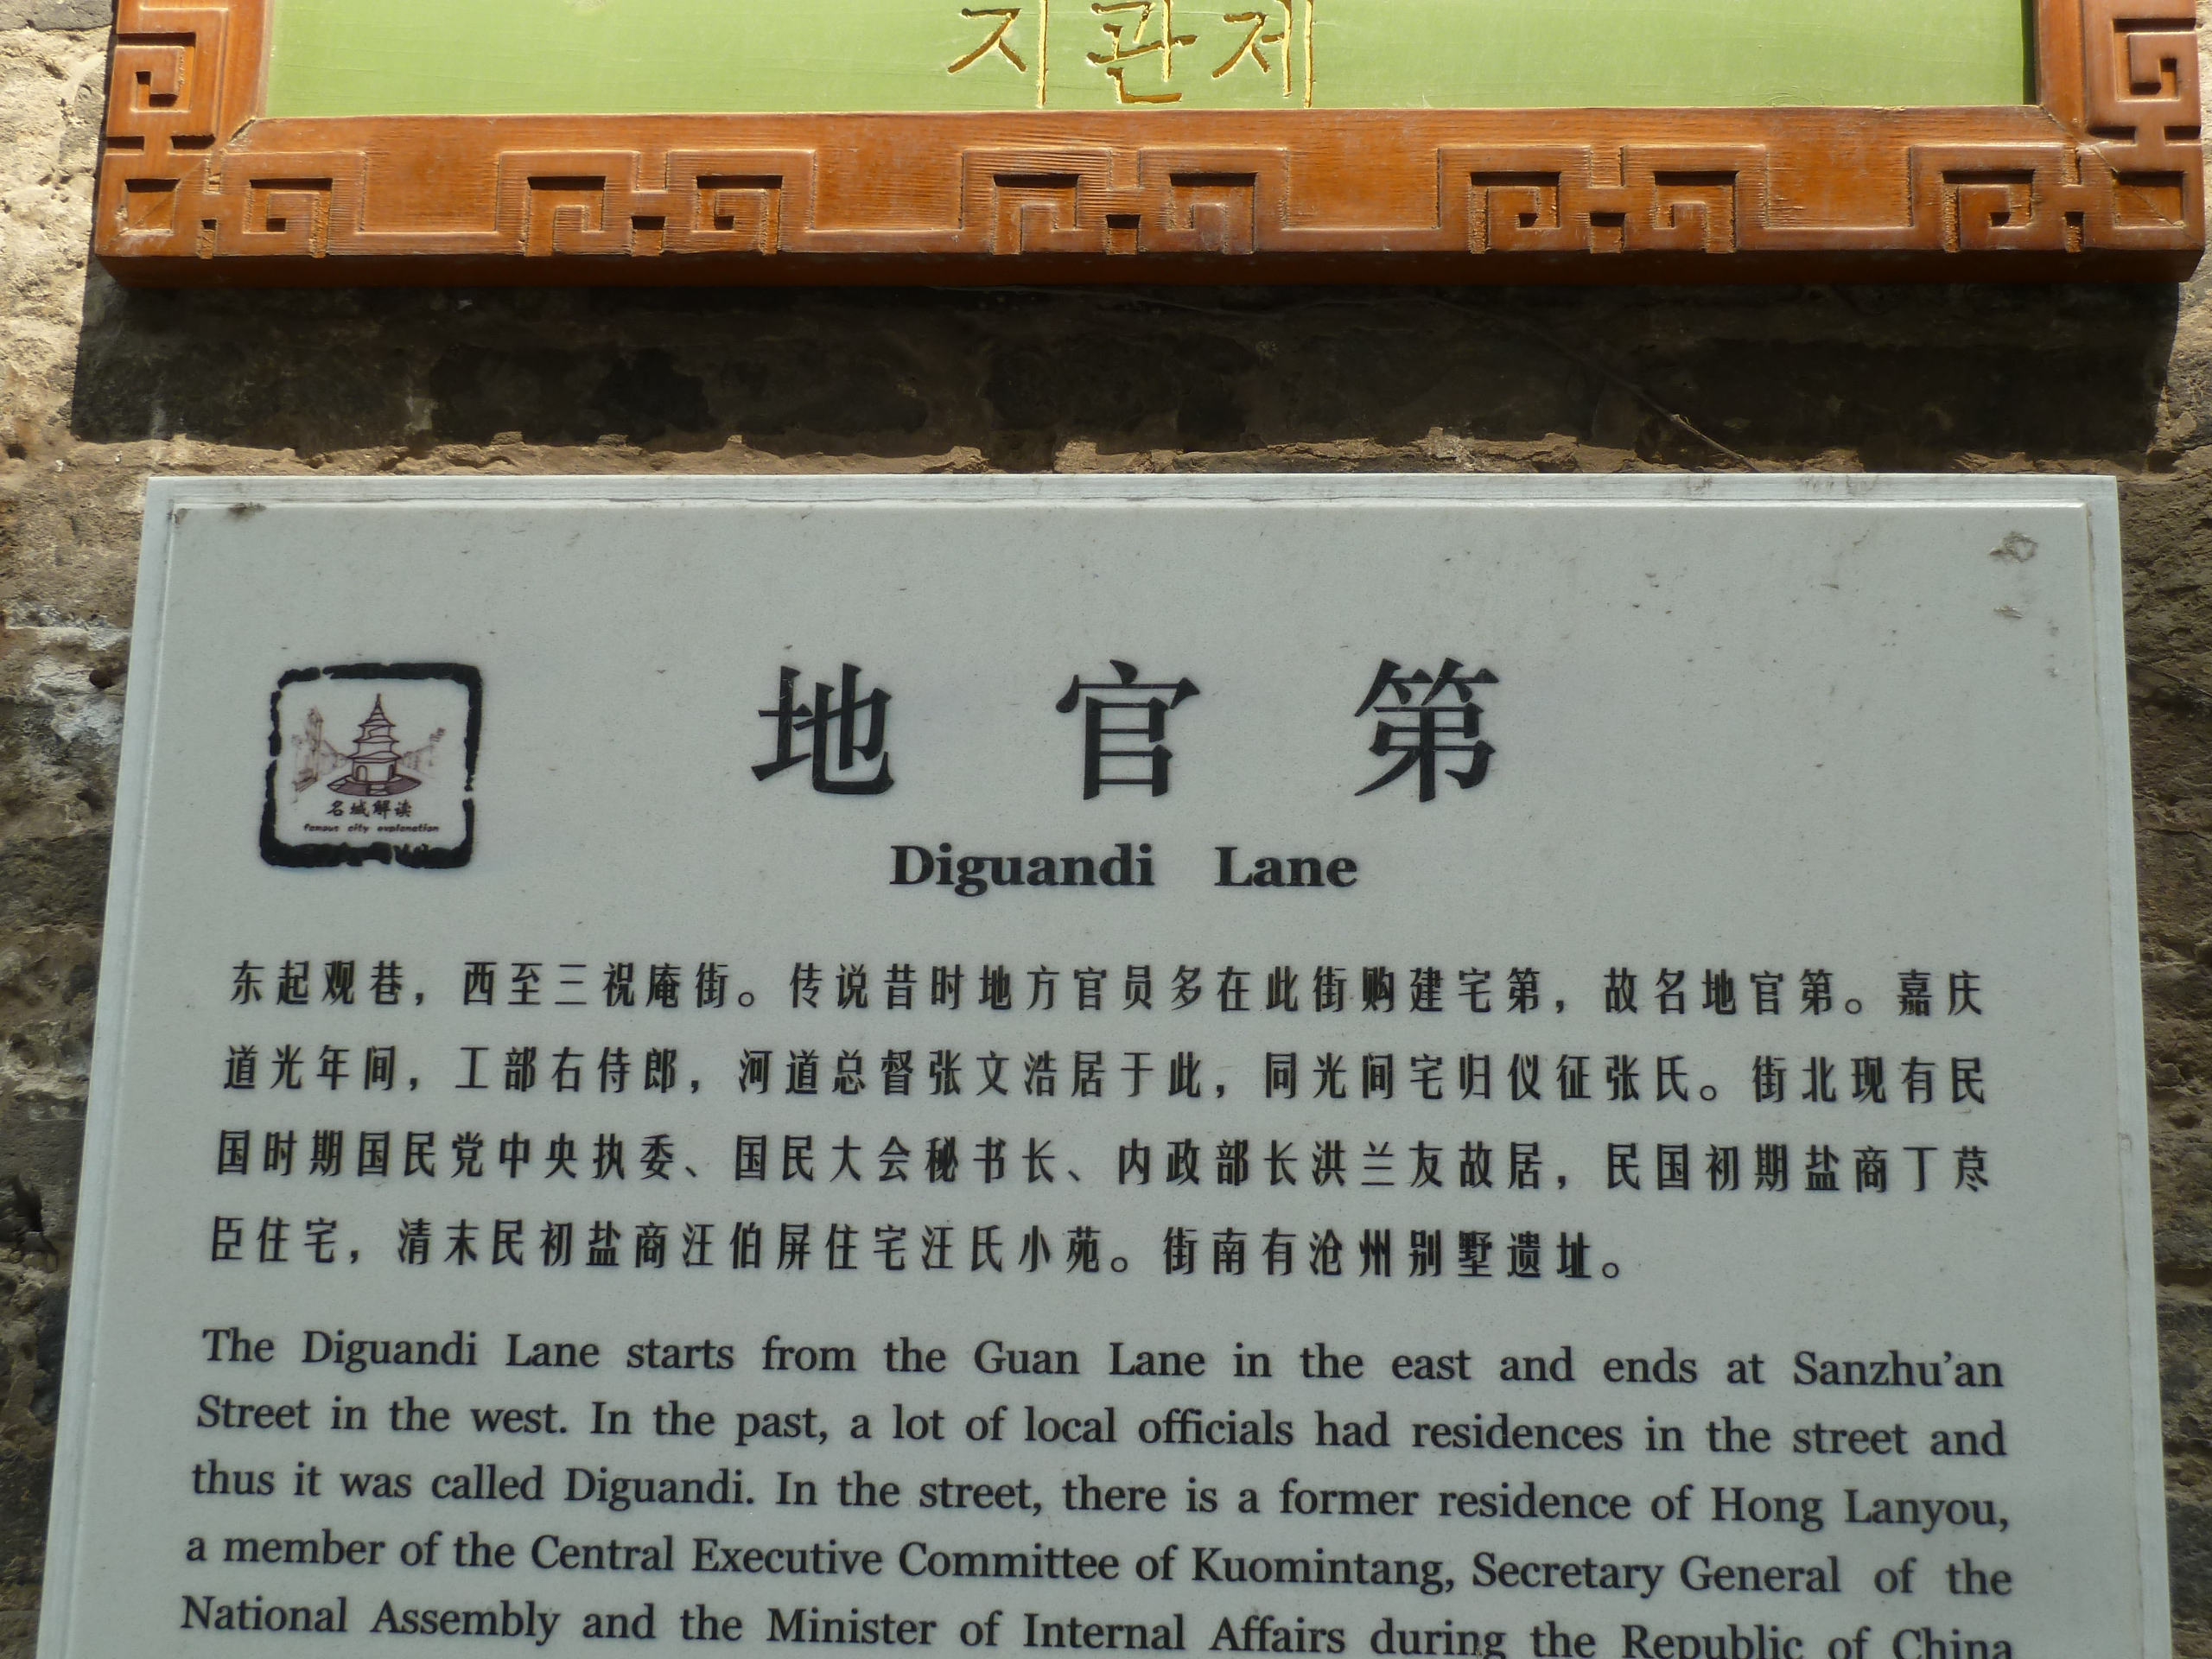 지관제
地官第
名城解读
famous city explanation
Diguandi Lane
东起观巷，西至三祝庵街。传说昔时地方官员多在此街购建宅第，故名地官第。嘉庆
道光年间，工部右侍郎，河道总督张文浩居于此，同光间宅归仪征张氏。街北现有民
国时期国民党中央执委、国民大会秘书长、内政部长洪兰友故居，民国初期盐商丁荩
臣住宅，清末民初盐商汪伯屏住宅汪氏小苑。街南有沧州别墅遗址。
The Diguandi Lane starts from the Guan Lane in the east and ends at Sanzhu'an
Street in the west. In the past, a lot of local officials had residences in the street and
thus it was called Diguandi. In the street, there is a former residence of Hong Lanyou,
a member of the Central Executive Committee of Kuomintang, Secretary General of the
National Assembly and the Minister of Internal Affairs during the Republic of China